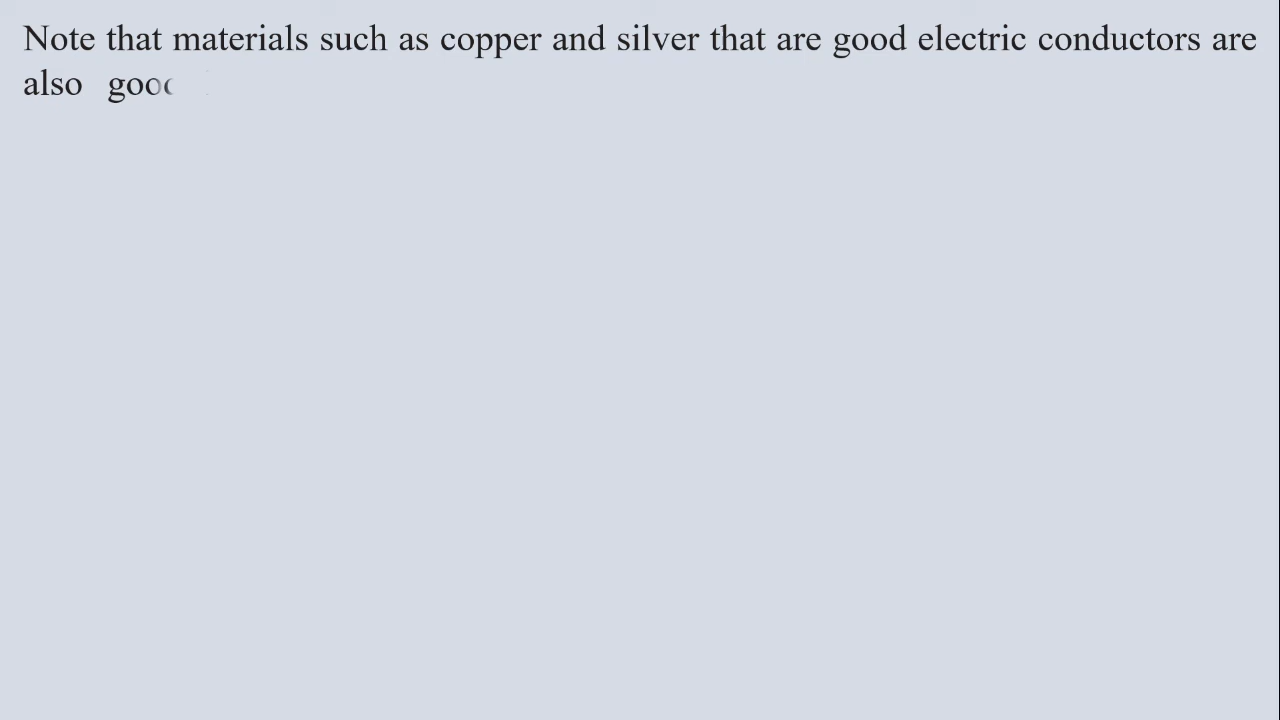 Note that materials such as copper and silver that are good electric conductors are
also